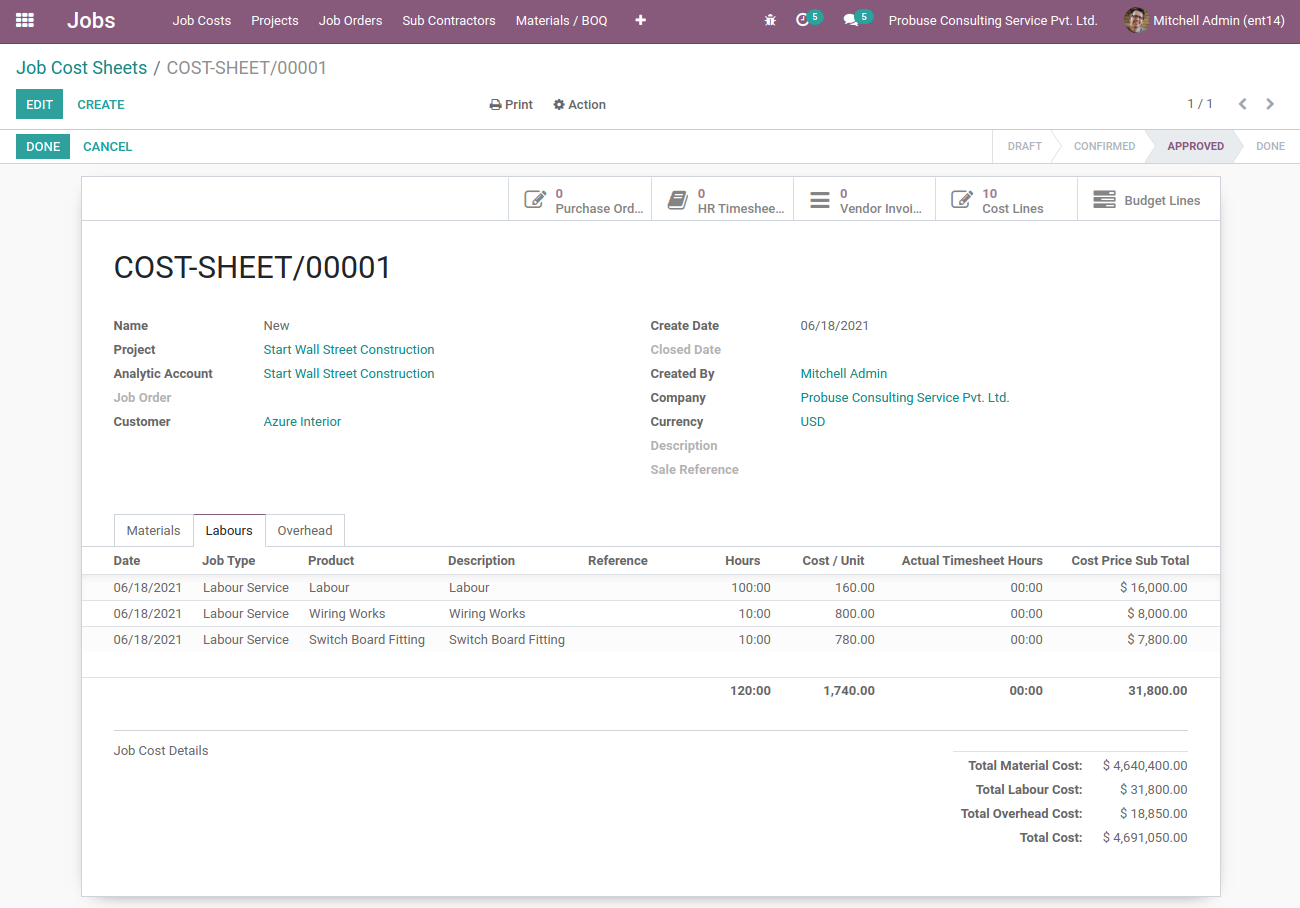 Jobs Job Costs Projects Job Orders Sub Contractors Materials / BOQ 5 5 Probuse Consulting Service Pvt. Ltd. Mitchell Admin (ent14)
Job Cost Sheets / COST-SHEET/00001
EDIT CREATE Print Action 1 / 1
DONE CANCEL DRAFT CONFIRMED APPROVED DONE
0 Purchase Ord... 0 HR Timeshee... 0 Vendor Invoi... 10 Cost Lines Budget Lines
COST-SHEET/00001
Name New Create Date 06/18/2021
Project Start Wall Street Construction Closed Date
Analytic Account Start Wall Street Construction Created By Mitchell Admin
Job Order Company Probuse Consulting Service Pvt. Ltd.
Customer Azure Interior Currency USD
Description
Sale Reference
Materials Labours Overhead
Date Job Type Product Description Reference Hours Cost / Unit Actual Timesheet Hours Cost Price Sub Total
06/18/2021 Labour Service Labour Labour 100:00 160.00 00:00 $ 16,000.00
06/18/2021 Labour Service Wiring Works Wiring Works 10:00 800.00 00:00 $ 8,000.00
06/18/2021 Labour Service Switch Board Fitting Switch Board Fitting 10:00 780.00 00:00 $ 7,800.00
120:00 1,740.00 00:00 31,800.00
Job Cost Details
Total Material Cost: $ 4,640,400.00
Total Labour Cost: $ 31,800.00
Total Overhead Cost: $ 18,850.00
Total Cost: $ 4,691,050.00